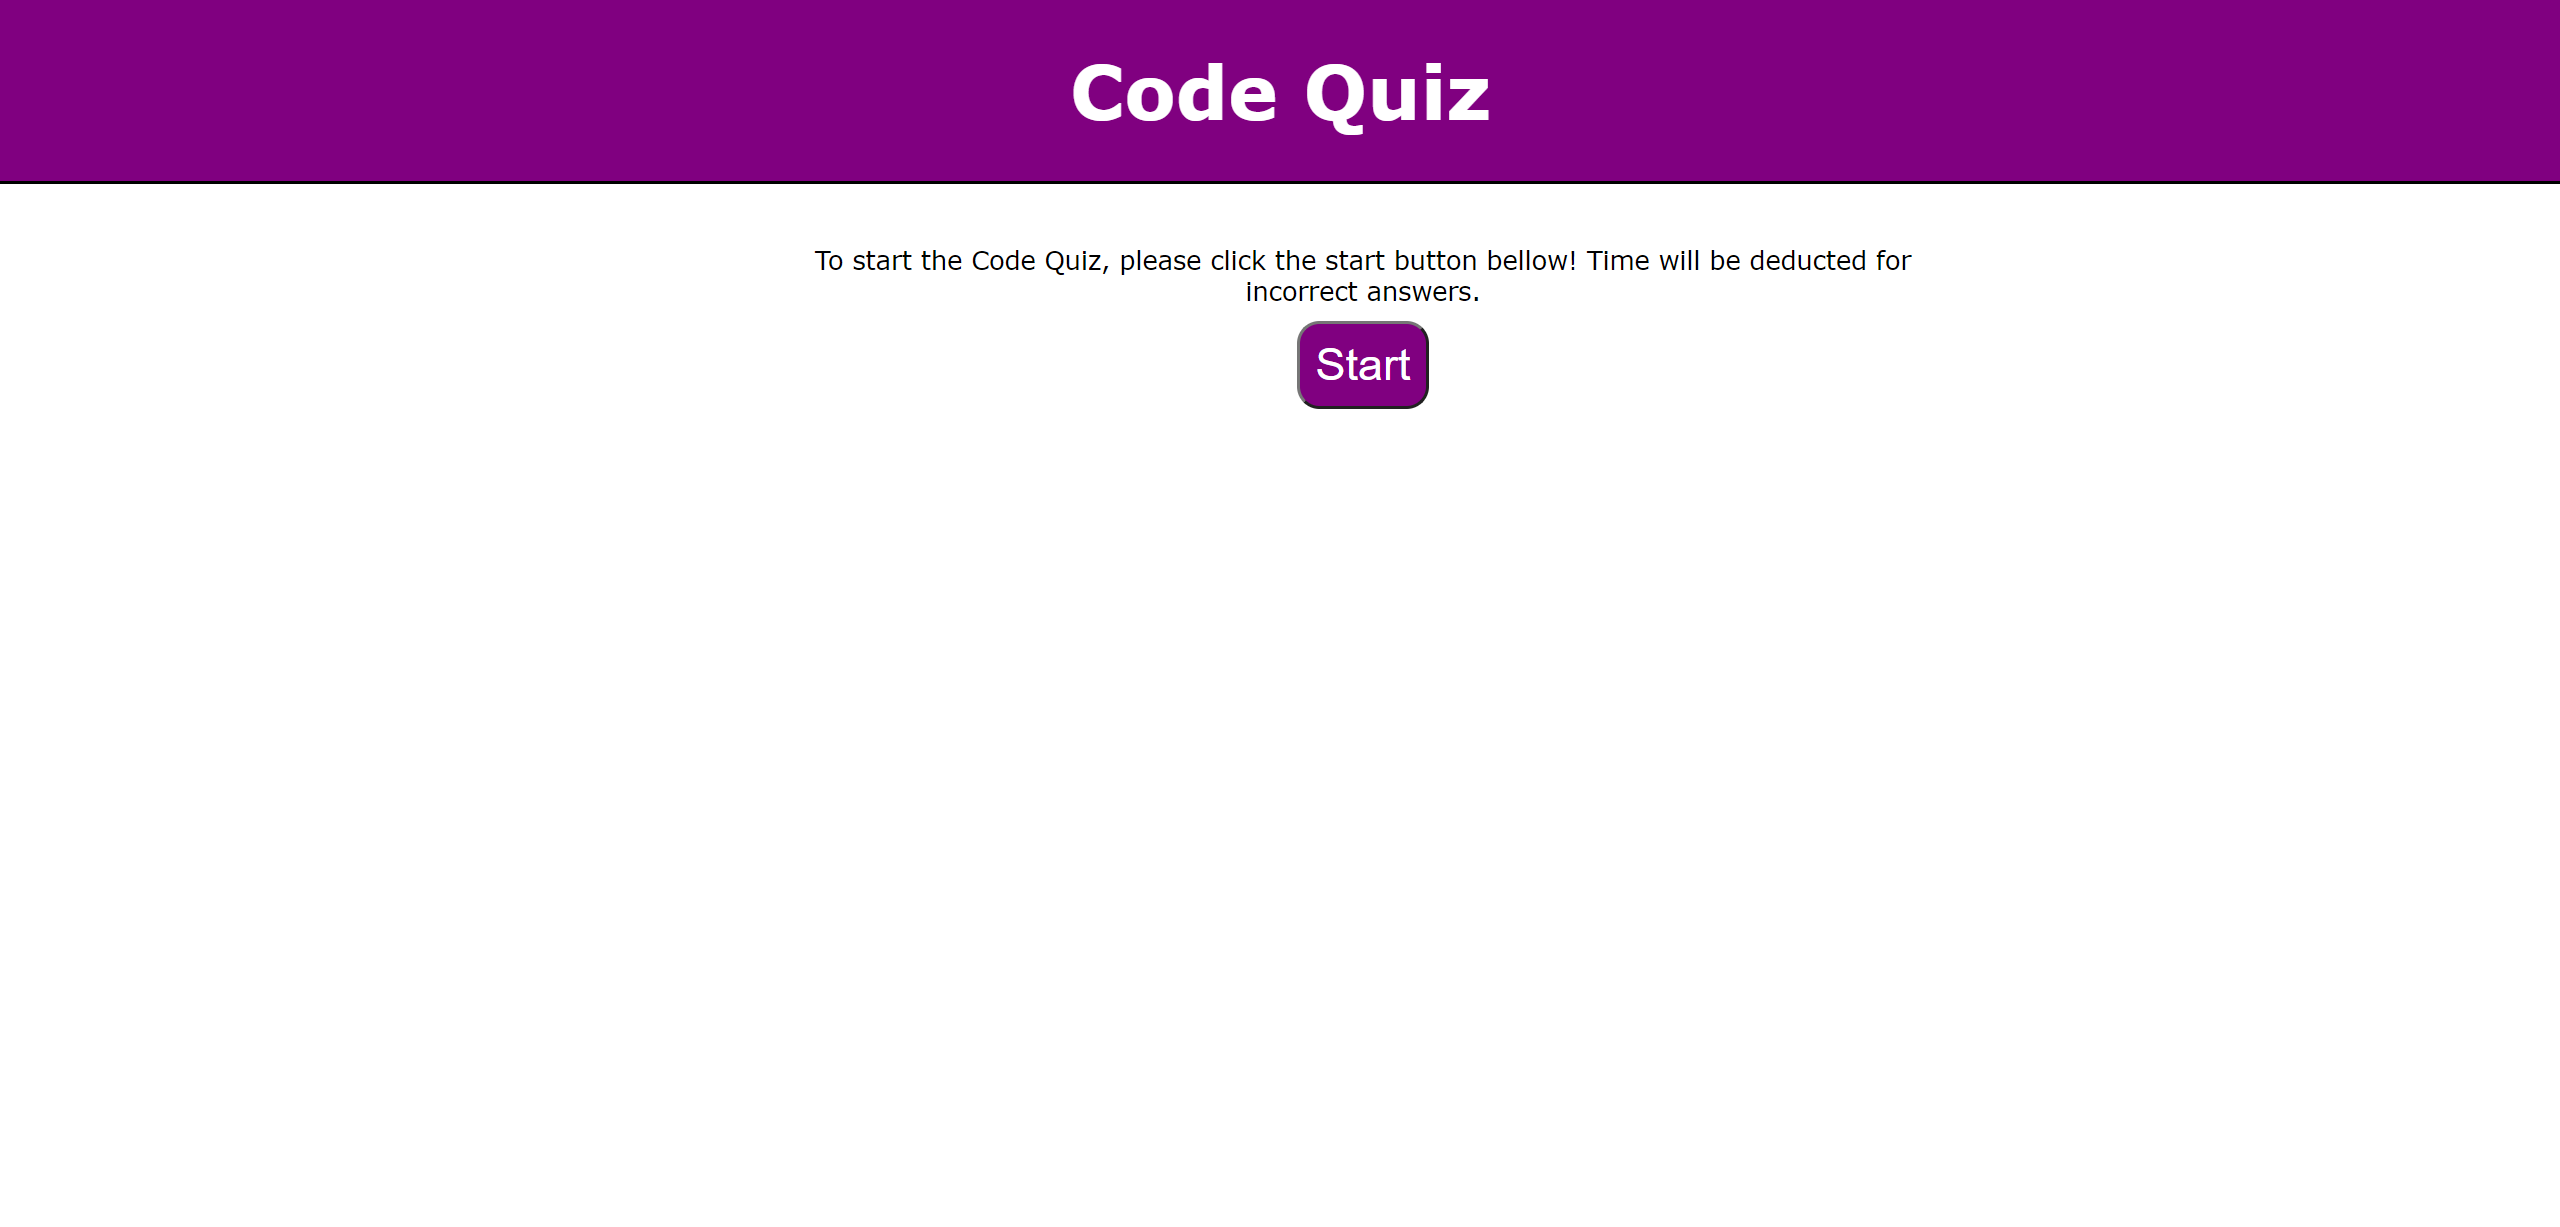 Code Quiz
To start the Code Quiz, please click the start button bellow! Time will be deducted for
incorrect answers.
Start